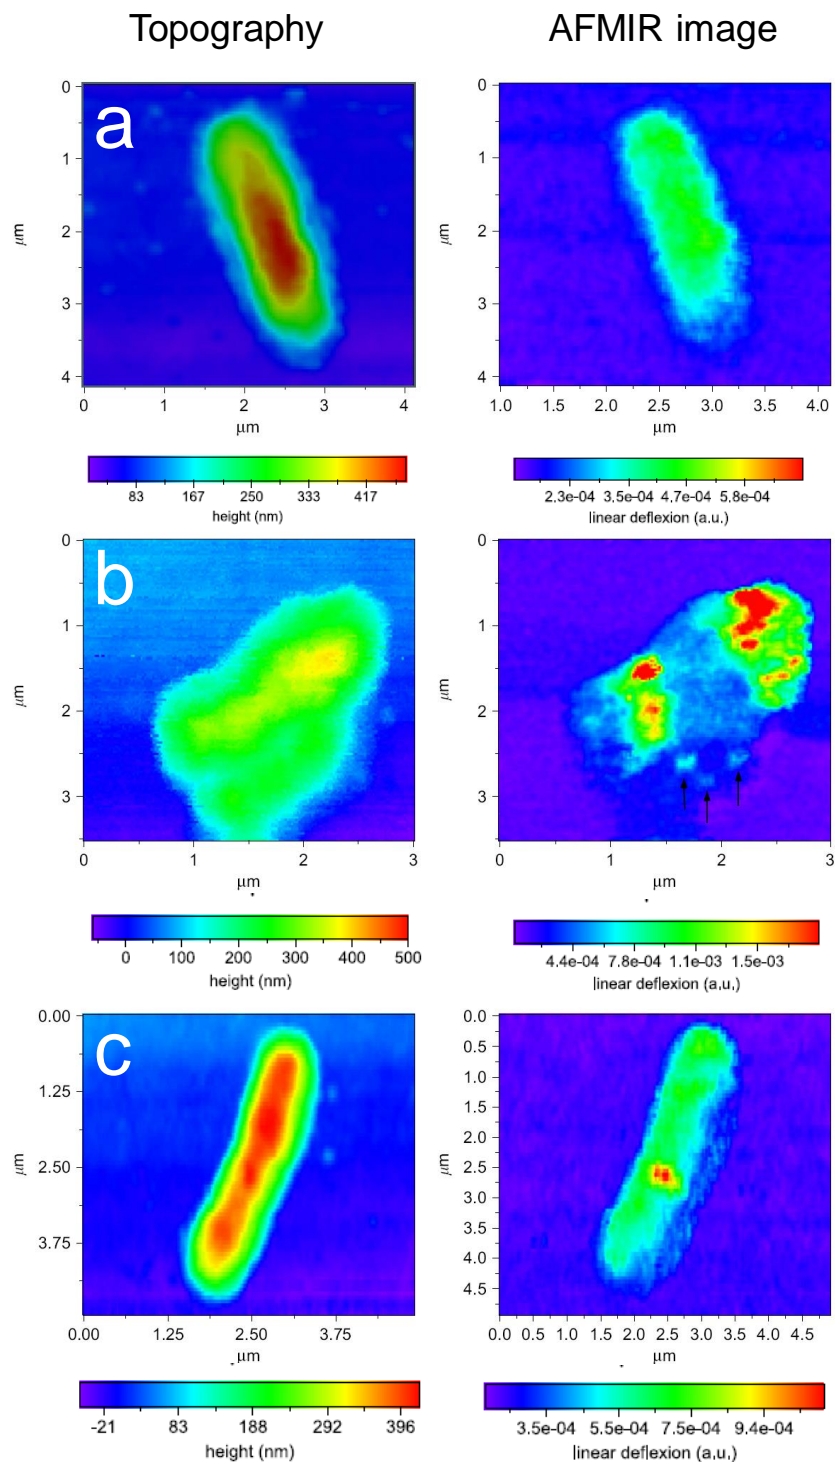 Topography AFMIR image
a
0
1
2
3
4
μm
0 1 2 3 4
μm
83 167 250 333 417
height (nm)
0
1
2
3
4
μm
1.0 1.5 2.0 2.5 3.0 3.5 4.0
μm
2.3e-04 3.5e-04 4.7e-04 5.8e-04
linear deflexion (a.u.)
b
0
1
2
3
μm
0 1 2 3
μm
0 100 200 300 400 500
height (nm)
0
1
2
3
μm
0 1 2 3
μm
4.4e-04 7.8e-04 1.1e-03 1.5e-03
linear deflexion (a.u.)
c
0.00
1.25
2.50
3.75
μm
0.00 1.25 2.50 3.75
μm
-21 83 188 292 396
height (nm)
0.0
0.5
1.0
1.5
2.0
2.5
3.0
3.5
4.0
4.5
μm
0.0 0.5 1.0 1.5 2.0 2.5 3.0 3.5 4.0 4.5
μm
3.5e-04 5.5e-04 7.5e-04 9.4e-04
linear deflexion (a.u.)